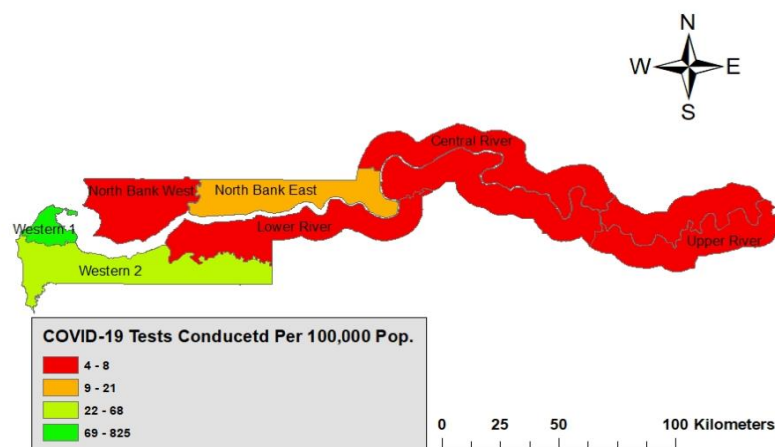 N
W E
S
Central River
North Bank West
North Bank East
Western 1
Lower River
Upper River
Western 2
COVID-19 Tests Conducetd Per 100,000 Pop.
4 - 8
9 - 21
22 - 68
69 - 825
0 25 50 100 Kilometers